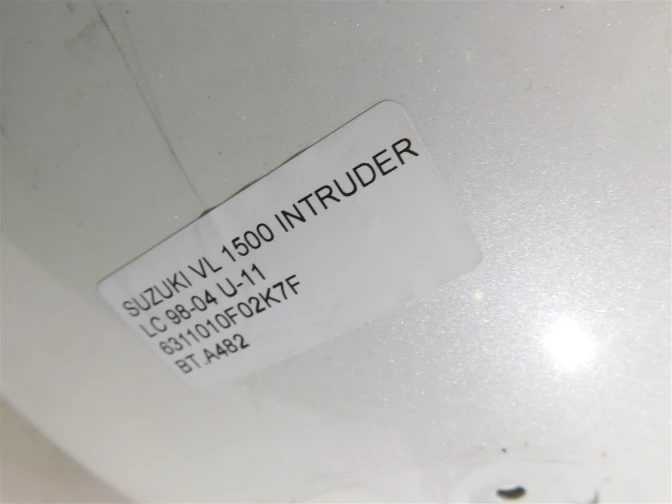 SUZUKI VL 1500 INTRUDER
LC 98-04 U-11
6311010F02K7F
BT.A482